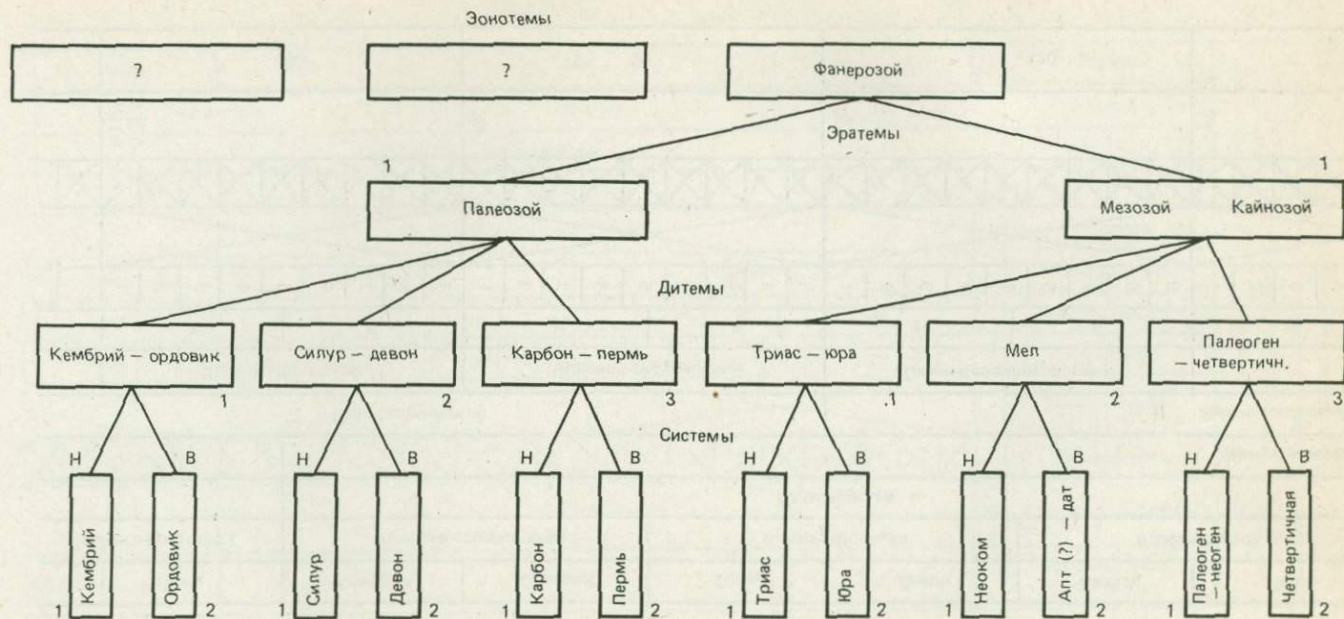 Эонотемы
?
?
Фанерозой
Эратемы
1
1
Палеозой
Мезозой Кайнозой
Дитемы
Кембрий – ордовик
Силур – девон
Карбон – пермь
Триас – юра
Мел
Палеоген
– четвертичн.
1
2
3
1
2
3
Системы
Н В
Н В
Н В
Н В
Н В
Н В
Кембрий
Ордовик
Силур
Девон
Карбон
Пермь
Триас
Юра
Неоком
Апт (?) – дат
Палеоген
– неоген
Четвертичная
1 2
1 2
1 2
1 2
1 2
1 2